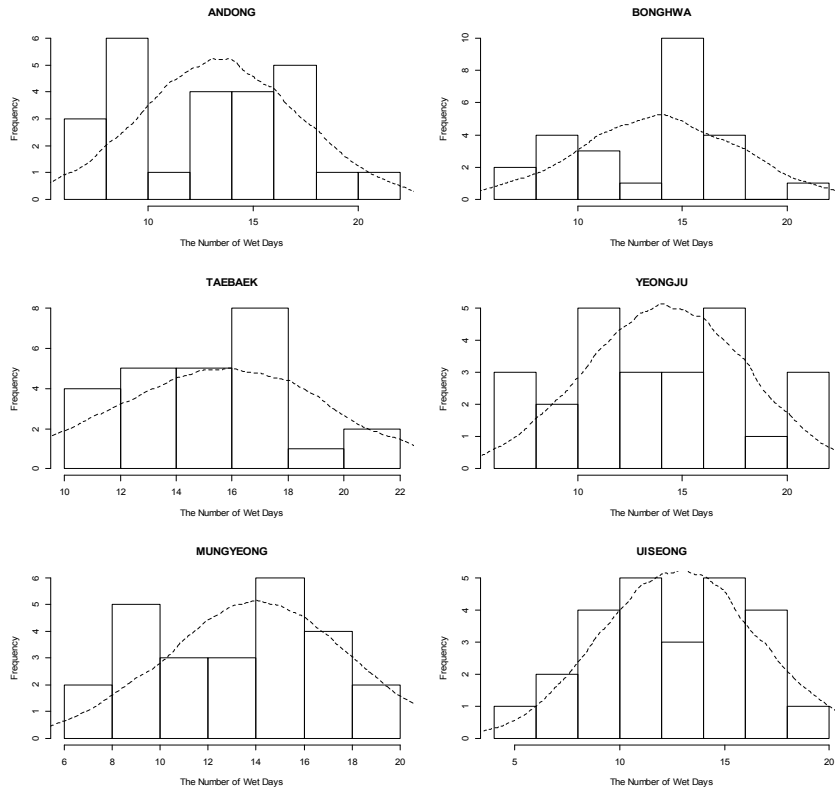 ANDONG
Frequency
0 1 2 3 4 5 6
10 15 20
The Number of Wet Days
BONGHWA
Frequency
0 2 4 6 8 10
10 15 20
The Number of Wet Days
TAEBAEK
Frequency
0 2 4 6 8
10 12 14 16 18 20 22
The Number of Wet Days
YEONGJU
Frequency
0 1 2 3 4 5
10 15 20
The Number of Wet Days
MUNGYEONG
Frequency
0 1 2 3 4 5 6
6 8 10 12 14 16 18 20
The Number of Wet Days
UISEONG
Frequency
0 1 2 3 4 5
5 10 15 20
The Number of Wet Days